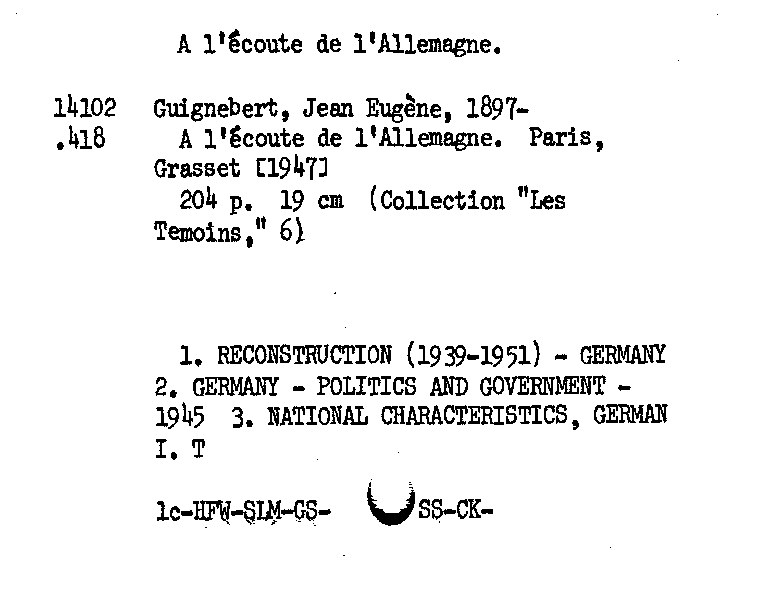 A l'écoute de l'Allemagne.
14102 Guignebert, Jean Eugène, 1897-
.418 A l'écoute de l'Allemagne. Paris,
Grasset [1947]
204 p. 19 cm (Collection "Les
Temoins," 6)
1. RECONSTRUCTION (1939-1951) - GERMANY
2. GERMANY - POLITICS AND GOVERNMENT -
1945 3. NATIONAL CHARACTERISTICS, GERMAN
I. T
1c-HFW-SLM-GS- SS-CK-